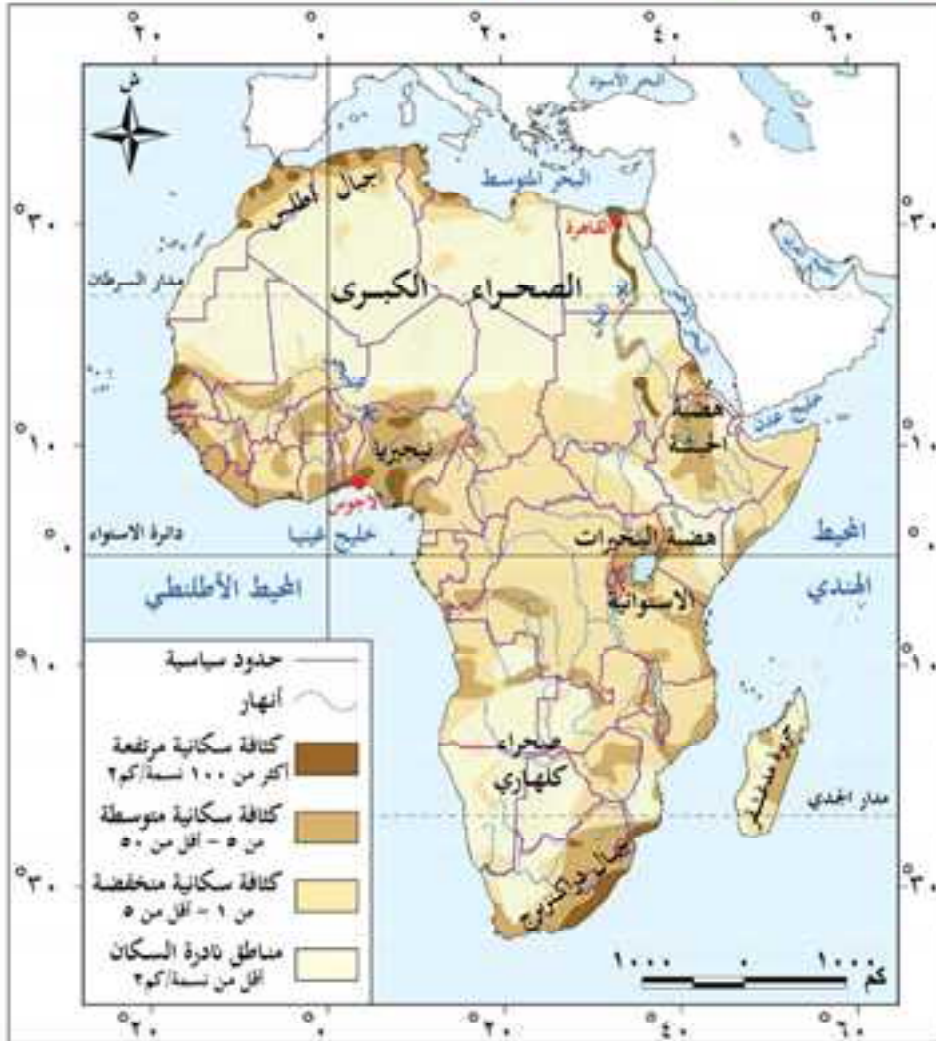 °٢٠ °٠ °٢٠ °٤٠ °٦٠
ش
البحر الأسود
جبال أطلس
البحر المتوسط
°٣٠ °٣٠
القاهرة
مدار السرطان
الصحراء الكبرى
هضبة
الحبشة
خليج عدن
°١٠ °١٠
نيجيريا
لاجوس
خليج غينيا
هضبة البحيرات
الاستوائية
دائرة الاستواء
°٠ °٠
المحيط
الهندي
المحيط الأطلنطي
°١٠ °١٠
صحراء
كلهاري
جزيرة مدغشقر
مدار الجدي
جبال دراكنزبرج
°٣٠ °٣٠
حدود سياسية
أنهار
كثافة سكانية مرتفعة
أكثر من ١٠٠ نسمة/كم٢
كثافة سكانية متوسطة
من ٥ – أقل من ٥٠
كثافة سكانية منخفضة
من ١ – أقل من ٥
مناطق نادرة السكان
أقل من نسمة/كم٢
١٠٠٠ ٠ ١٠٠٠ كم
°٢٠ °٠ °٢٠ °٤٠ °٦٠